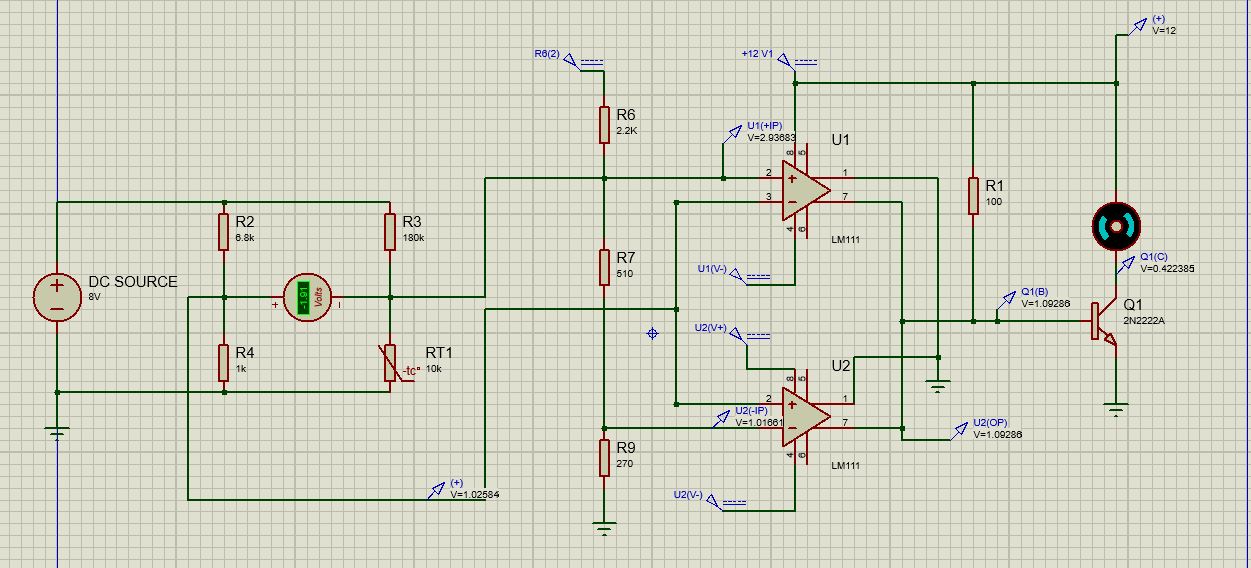 (+)
V=12
R6(2)
+12 V1
R6
2.2K
U1(+IP)
V=2.93683
U1
8
5
2
+
1
3
7
4
6
LM111
R1
100
R2
6.8k
R3
180k
R7
510
DC SOURCE
8V
+
-1.91
Volts
U1(V-)
Q1(C)
V=0.422385
Q1(B)
V=1.09286
Q1
2N2222A
U2(V+)
R4
1k
-tc°
RT1
10k
U2
8
5
2
+
1
U2(-IP)
V=1.01661
7
4
6
LM111
U2(OP)
V=1.09286
R9
270
(+)
V=1.02584
U2(V-)